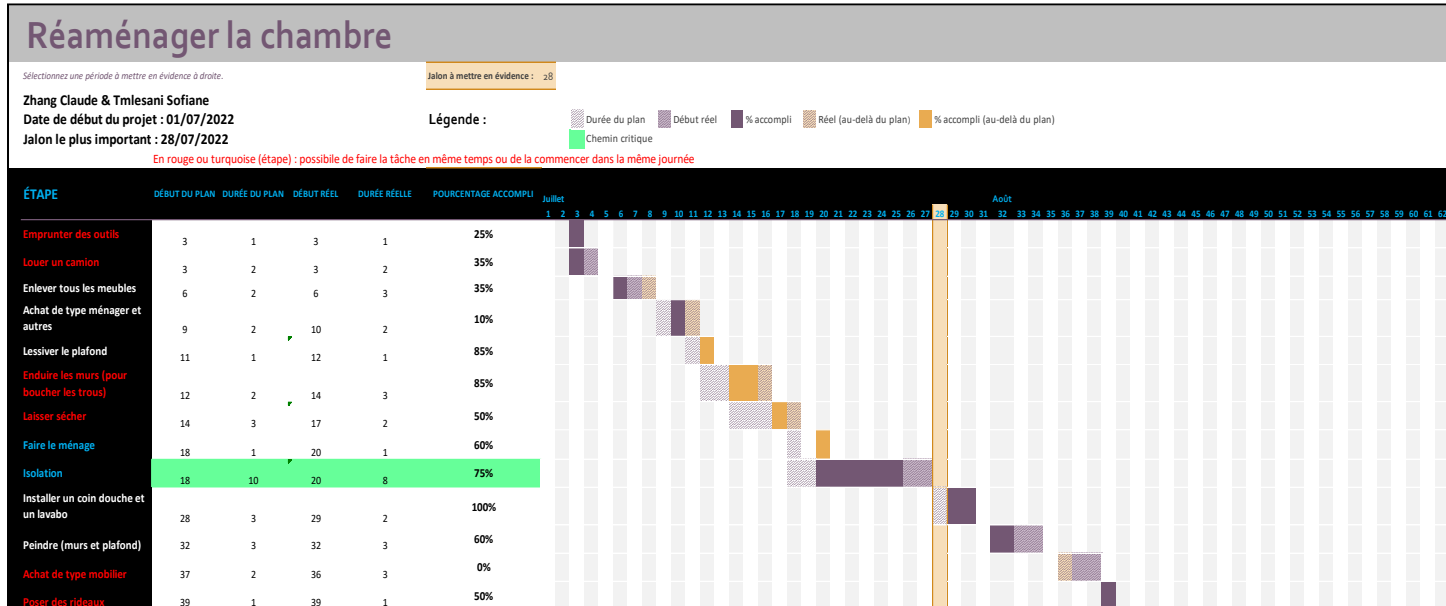 Réaménager la chambre
Sélectionnez une période à mettre en évidence à droite.
Jalon à mettre en évidence : 28
Zhang Claude & Tmlesani Sofiane
Date de début du projet : 01/07/2022
Légende :
Durée du plan Début réel % accompli Réel (au-delà du plan) % accompli (au-delà du plan)
Jalon le plus important : 28/07/2022
Chemin critique
En rouge ou turquoise (étape) : possibile de faire la tâche en même temps ou de la commencer dans la même journée
ÉTAPE DÉBUT DU PLAN DURÉE DU PLAN DÉBUT RÉEL DURÉE RÉELLE POURCENTAGE ACCOMPLI
Juillet Août
1 2 3 4 5 6 7 8 9 10 11 12 13 14 15 16 17 18 19 20 21 22 23 24 25 26 27 28 29 30 31 32 33 34 35 36 37 38 39 40 41 42 43 44 45 46 47 48 49 50 51 52 53 54 55 56 57 58 59 60 61 62
Emprunter des outils 3 1 3 1 25%
Louer un camion 3 2 3 2 35%
Enlever tous les meubles 6 2 6 3 35%
Achat de type ménager et
autres 9 2 10 2 10%
Lessiver le plafond 11 1 12 1 85%
Enduire les murs (pour
boucher les trous) 12 2 14 3 85%
Laisser sécher 14 3 17 2 50%
Faire le ménage 18 1 20 1 60%
Isolation 18 10 20 8 75%
Installer un coin douche et
un lavabo 28 3 29 2 100%
Peindre (murs et plafond) 32 3 32 3 60%
Achat de type mobilier 37 2 36 3 0%
Poser des rideaux 39 1 39 1 50%